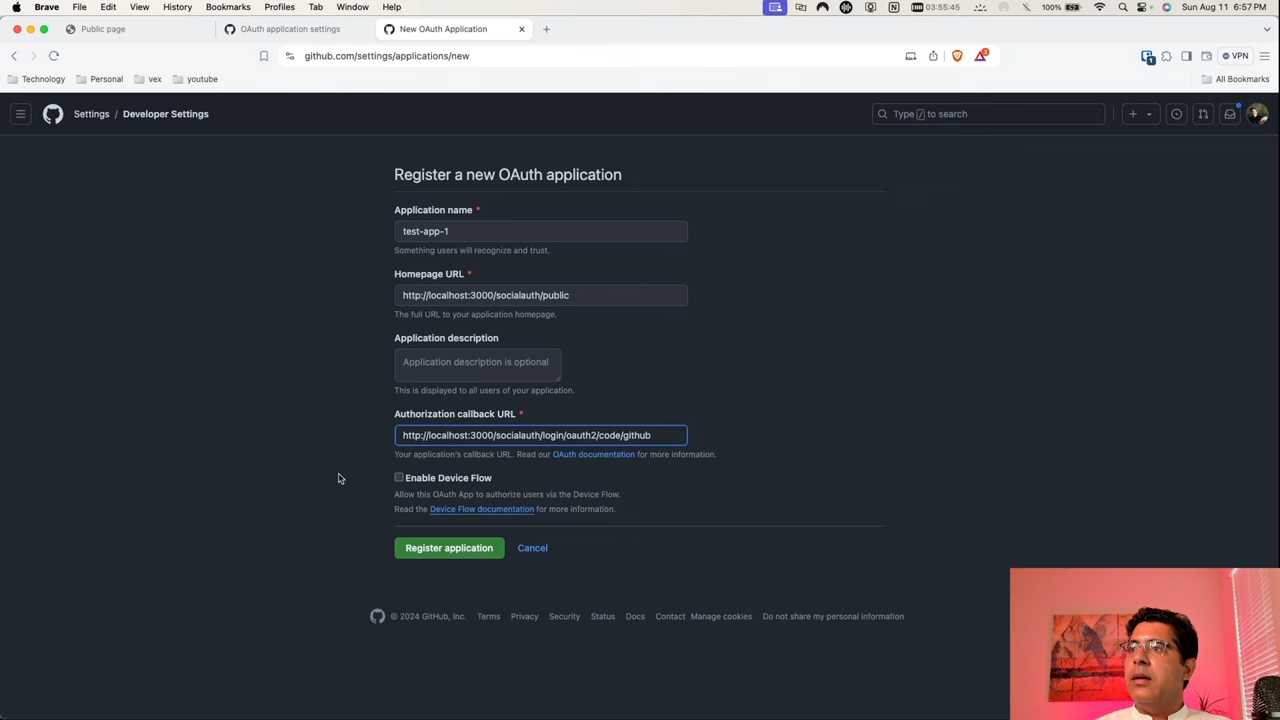 Brave File Edit View History Bookmarks Profiles Tab Window Help 03:55:45 100% Sun Aug 11 6:57 PM
Public page OAuth application settings New OAuth Application
github.com/settings/applications/new VPN
Technology Personal vex youtube All Bookmarks
Settings / Developer Settings Type / to search
Register a new OAuth application
Application name *
test-app-1
Something users will recognize and trust.
Homepage URL *
http://localhost:3000/socialauth/public
The full URL to your application homepage.
Application description
Application description is optional
This is displayed to all users of your application.
Authorization callback URL *
http://localhost:3000/socialauth/login/oauth2/code/github
Your application's callback URL. Read our OAuth documentation for more information.
Enable Device Flow
Allow this OAuth App to authorize users via the Device Flow.
Read the Device Flow documentation for more information.
Register application Cancel
© 2024 GitHub, Inc. Terms Privacy Security Status Docs Contact Manage cookies Do not share my personal information